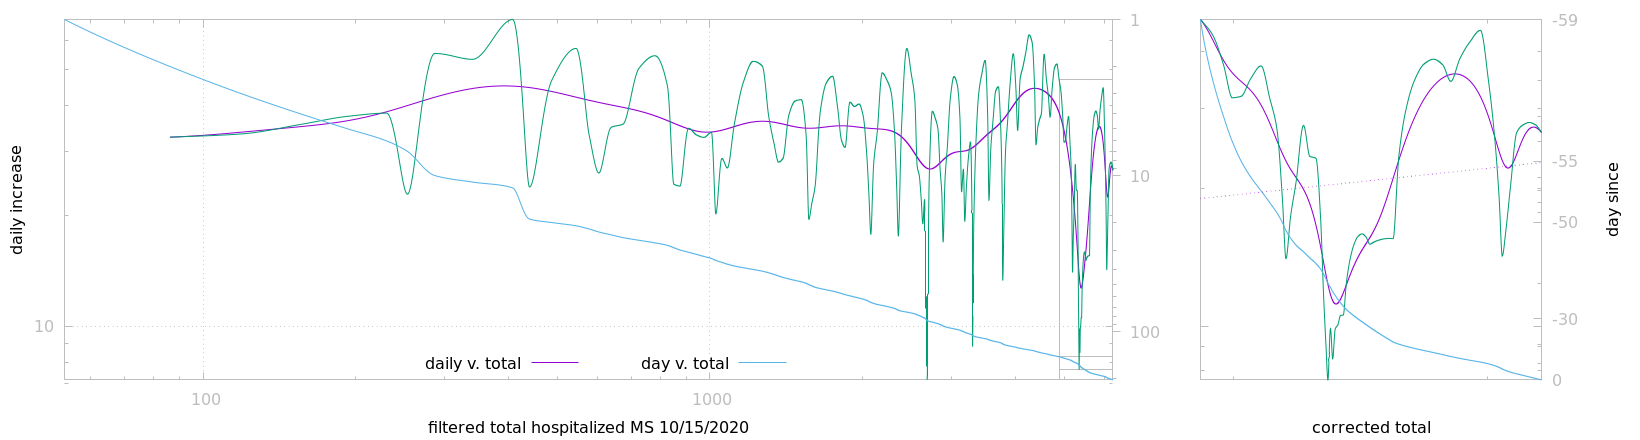 daily increase
10
100
1000
daily v. total
day v. total
1
10
100
filtered total hospitalized MS 10/15/2020
-59
-55
-50
-30
0
day since
corrected total